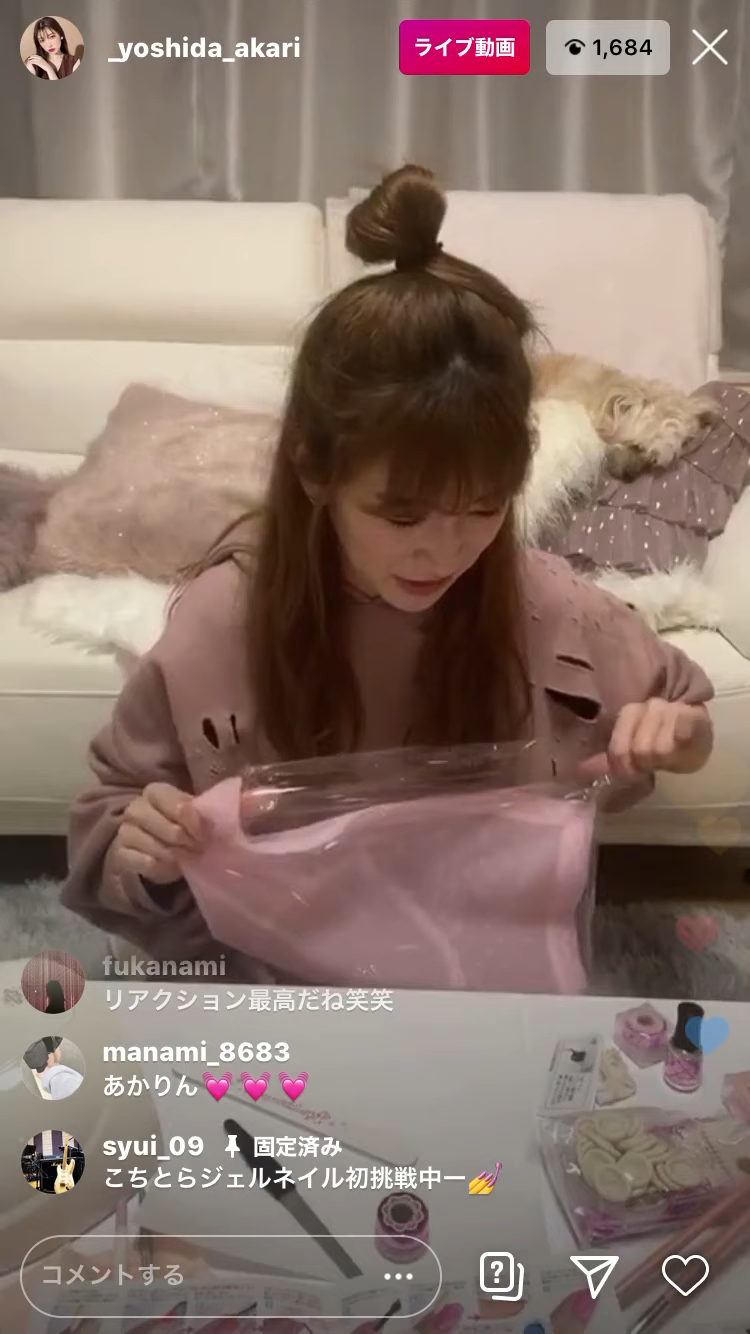 _yoshida_akari
ライブ動画
1,684
fukanami
リアクション最高だね笑笑
manami_8683
あかりん💓💓💓
syui_09 固定済み
こちとらジェルネイル初挑戦中ー💅
コメントする